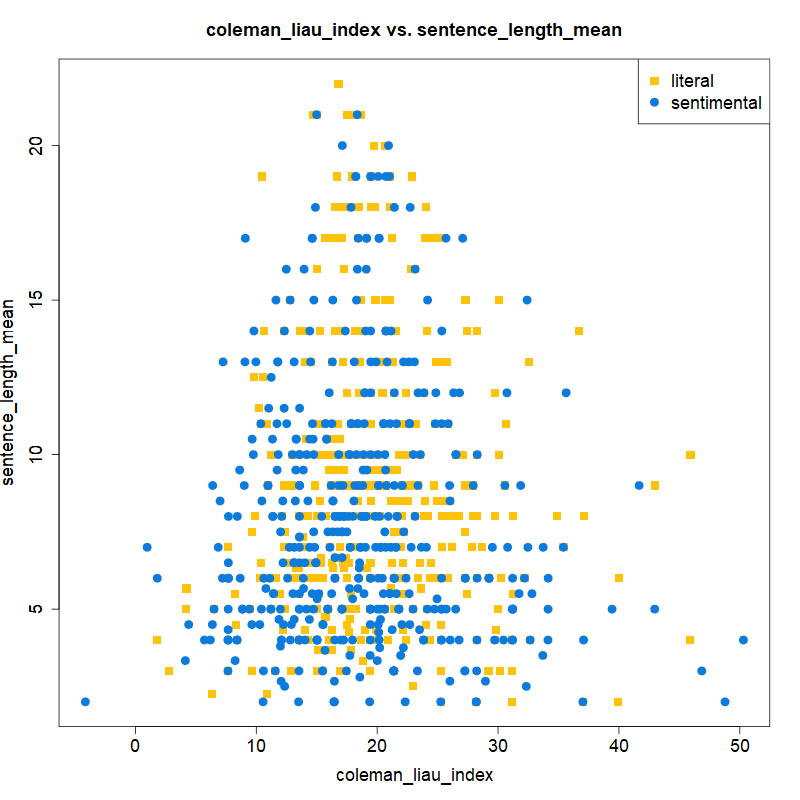 coleman_liau_index vs. sentence_length_mean
literal
sentimental
sentence_length_mean
20
15
10
5
0 10 20 30 40 50
coleman_liau_index